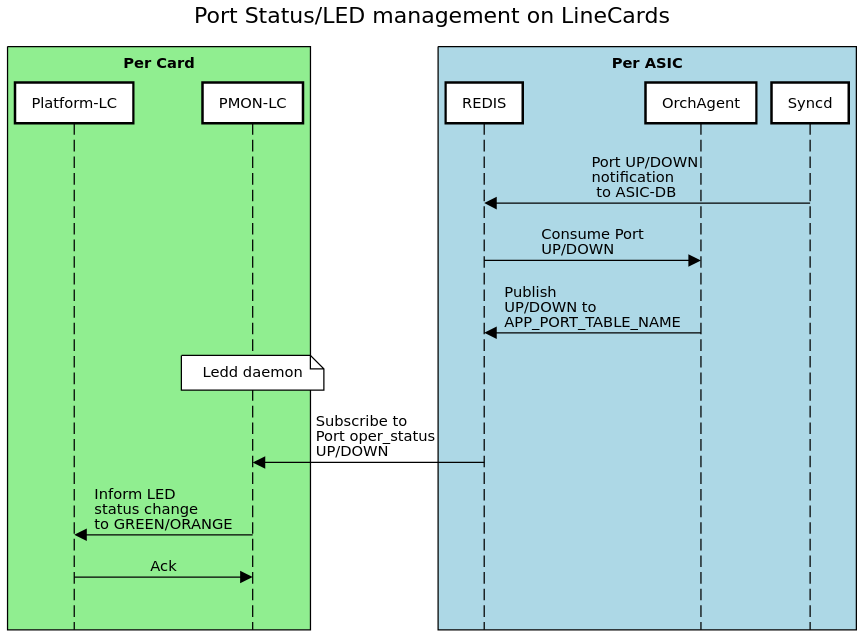 Port Status/LED management on LineCards
Per Card
Per ASIC
Platform-LC
PMON-LC
REDIS
OrchAgent
Syncd
Port UP/DOWN
notification
to ASIC-DB
Consume Port
UP/DOWN
Publish
UP/DOWN to
APP_PORT_TABLE_NAME
Ledd daemon
Subscribe to
Port oper_status
UP/DOWN
Inform LED
status change
to GREEN/ORANGE
Ack